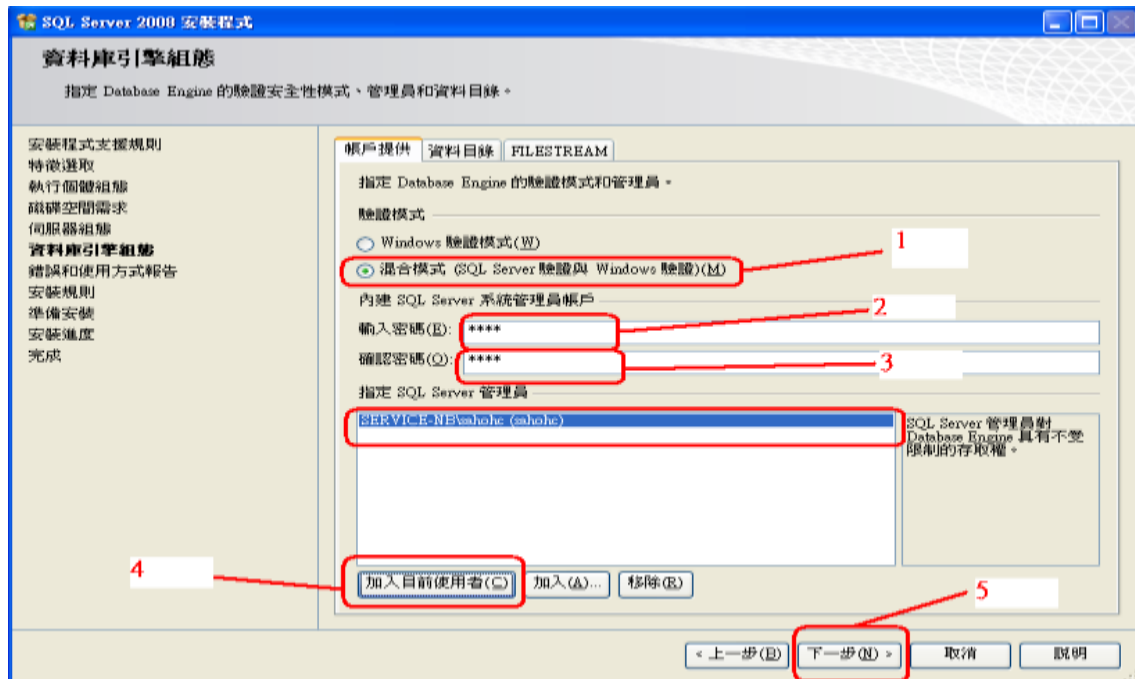 SQL Server 2008 安裝程式
資料庫引擎組態
指定 Database Engine 的驗證安全性模式、管理員和資料目錄。
安裝程式支援規則
特徵選取
執行個體組態
磁碟空間需求
伺服器組態
資料庫引擎組態
錯誤和使用方式報告
安裝規則
準備安裝
安裝進度
完成
帳戶提供 資料目錄 FILESTREAM
指定 Database Engine 的驗證模式和管理員。
驗證模式
Windows 驗證模式(W)
1
混合模式 (SQL Server 驗證與 Windows 驗證)(M)
內建 SQL Server 系統管理員帳戶
2
輸入密碼(E): ****
確認密碼(O): ****
3
指定 SQL Server 管理員
SERVICE-NB\sshohc (sshohc)
SQL Server 管理員對
Database Engine 具有不受
限制的存取權。
4
加入目前使用者(C) 加入(A)... 移除(R)
5
< 上一步(B) 下一步(N) > 取消 說明